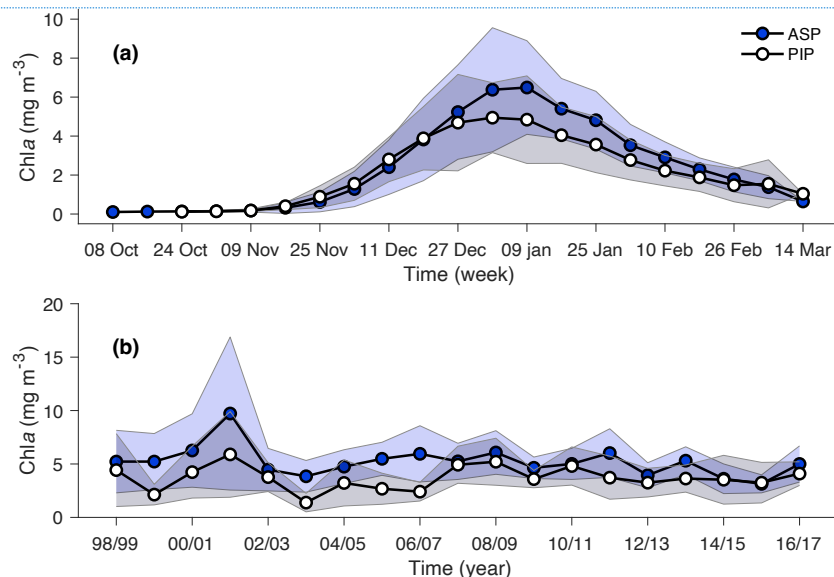 (a)
ASP
PIP
Chla (mg m-3)
10
8
6
4
2
0
08 Oct 24 Oct 09 Nov 25 Nov 11 Dec 27 Dec 09 jan 25 Jan 10 Feb 26 Feb 14 Mar
Time (week)
(b)
Chla (mg m-3)
20
15
10
5
0
98/99 00/01 02/03 04/05 06/07 08/09 10/11 12/13 14/15 16/17
Time (year)